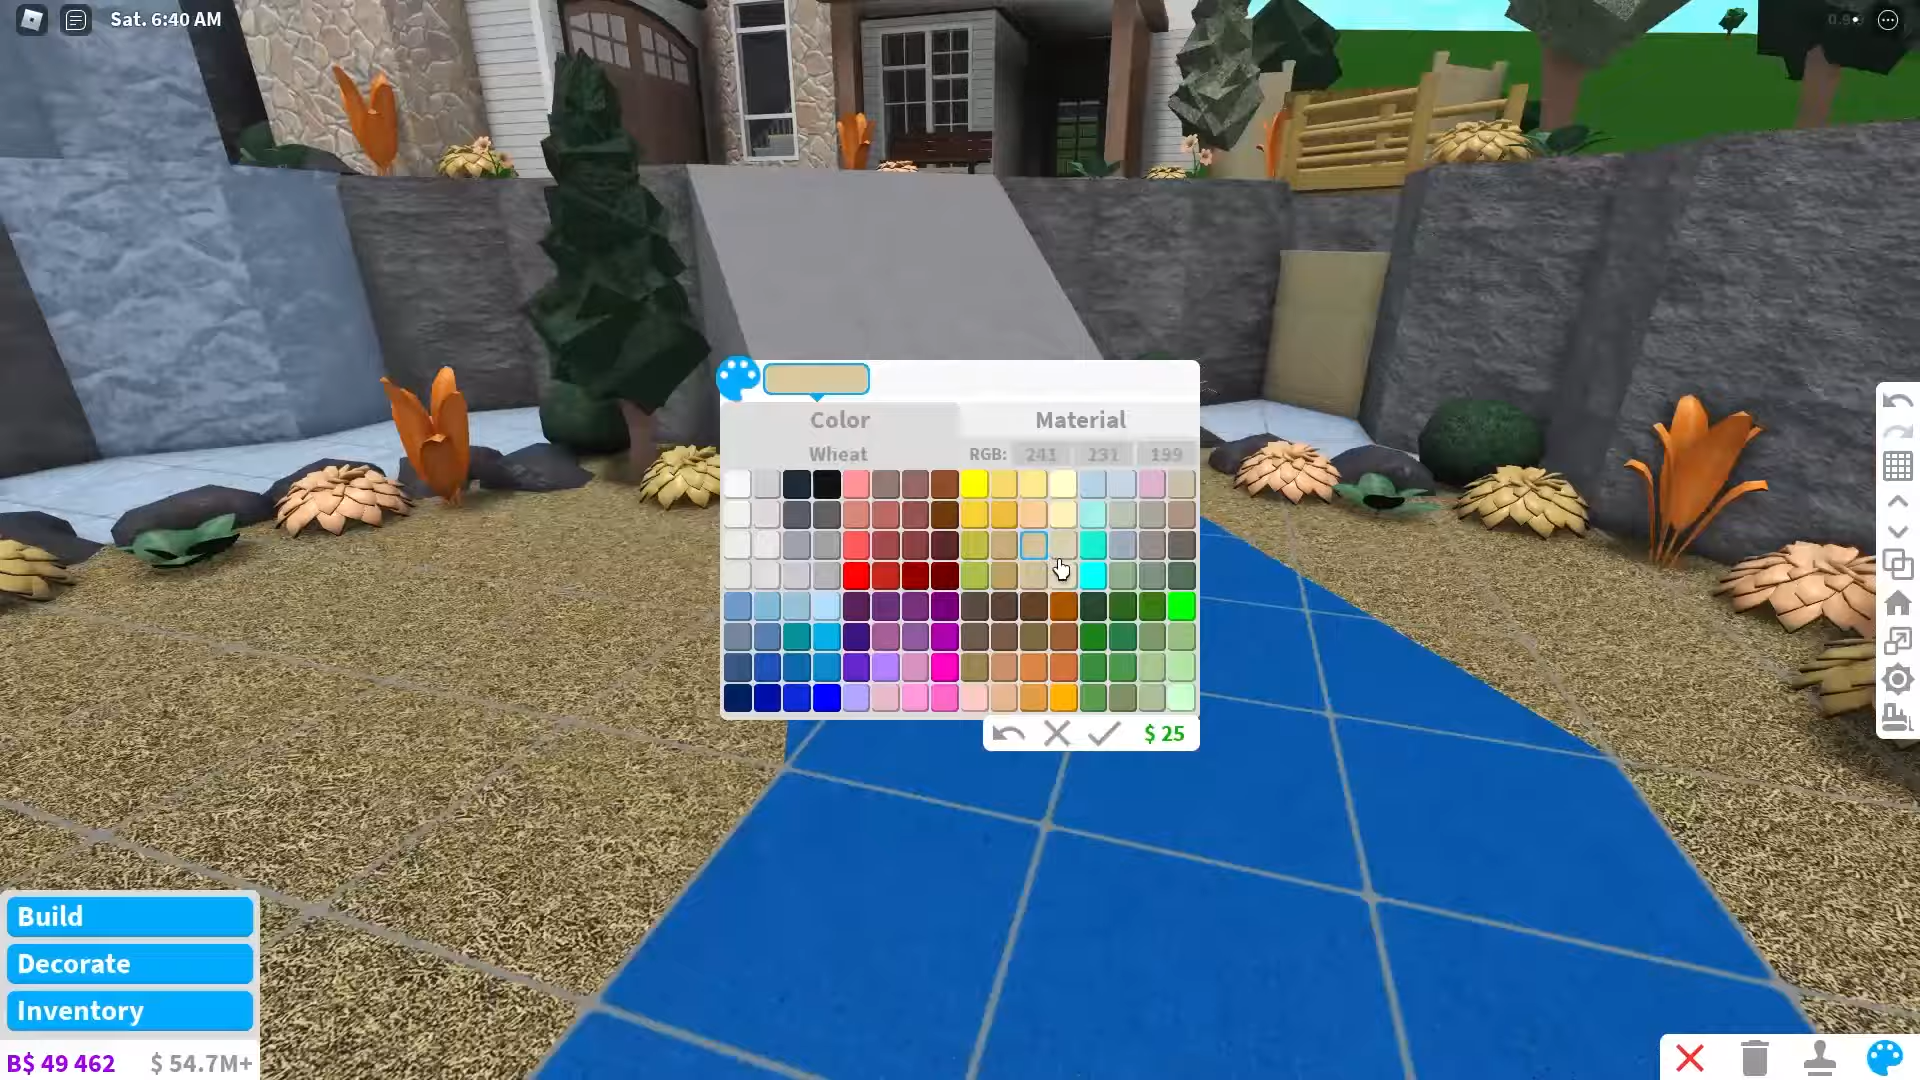 Sat. 6:40 AM
Color
Material
Wheat
RGB: 241 231 199
$ 25
Build
Decorate
Inventory
B$ 49 462
$ 54.7M+